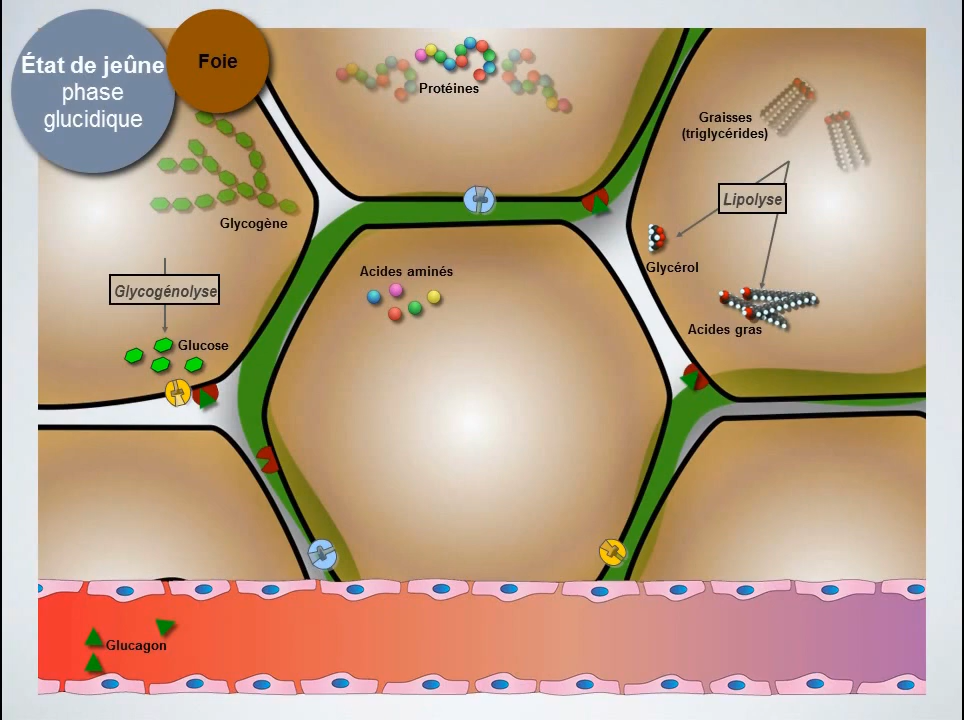 État de jeûne
phase
glucidique
Foie
Protéines
Graisses
(triglycérides)
Lipolyse
Glycogène
Glycérol
Acides aminés
Glycogénolyse
Acides gras
Glucose
Glucagon